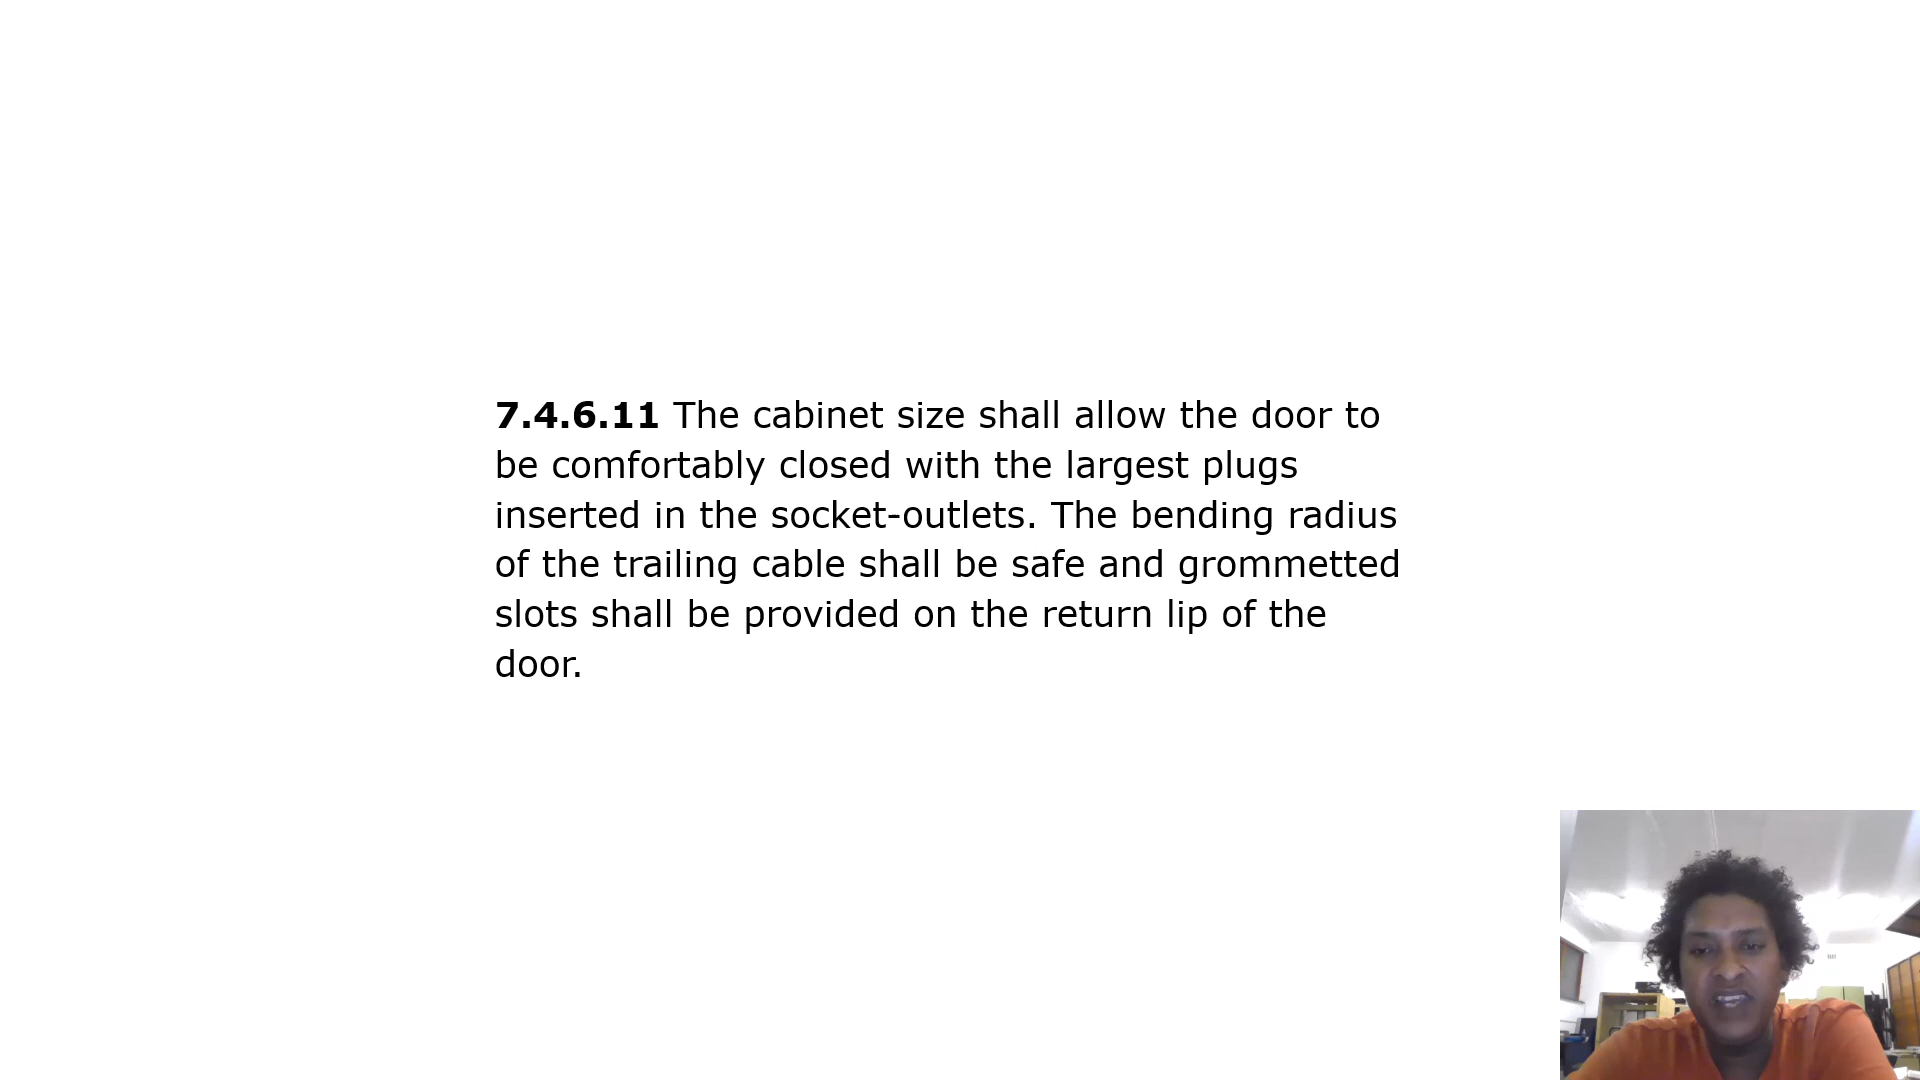 7.4.6.11 The cabinet size shall allow the door to
be comfortably closed with the largest plugs
inserted in the socket-outlets. The bending radius
of the trailing cable shall be safe and grommetted
slots shall be provided on the return lip of the
door.